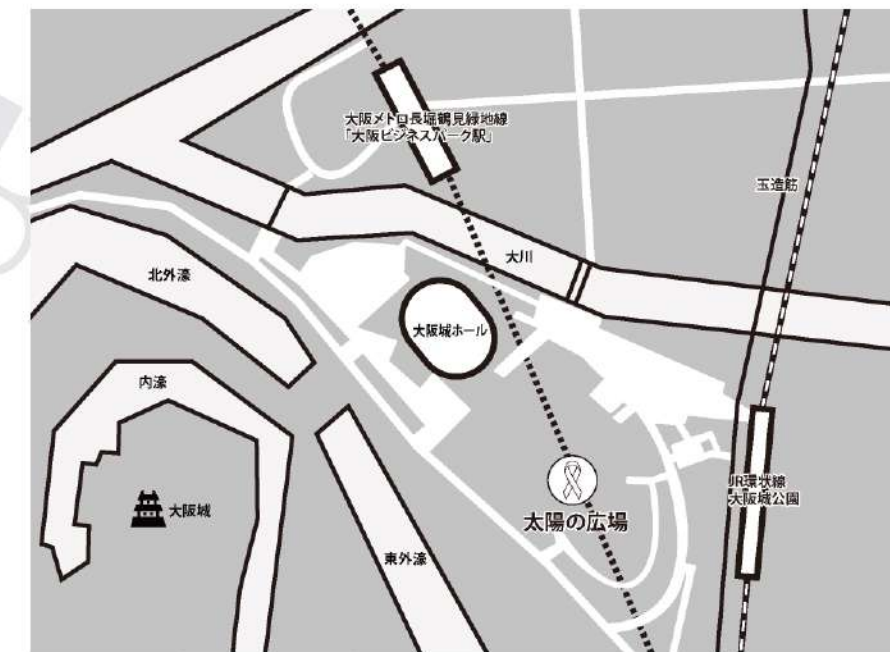 大阪メトロ長堀鶴見緑地線
「大阪ビジネスパーク駅」
玉造筋
大川
北外濠
大阪城ホール
内濠
大阪城
太陽の広場
JR環状線
大阪城公園
東外濠